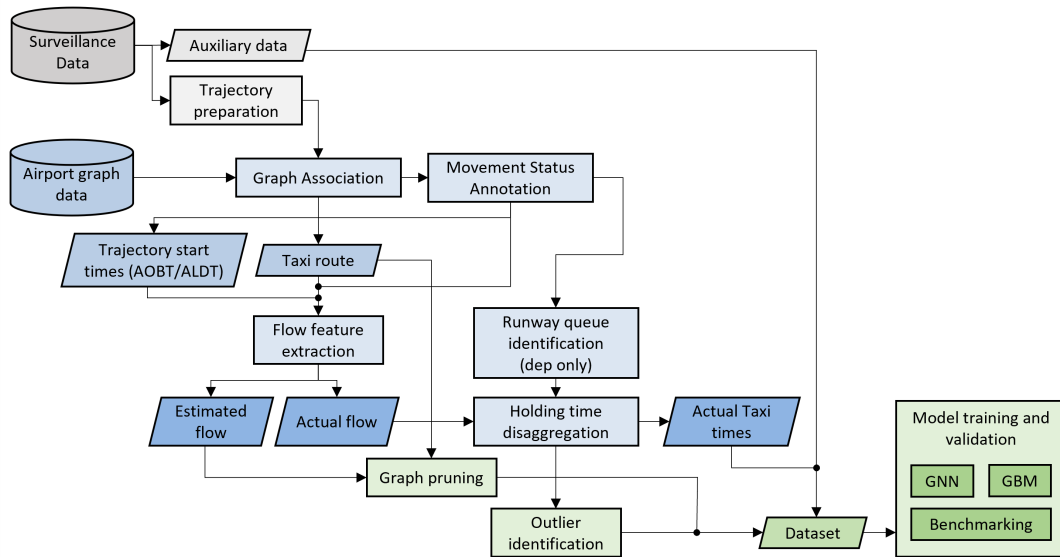 Surveillance
Data
Auxiliary data
Trajectory
preparation
Airport graph
data
Graph Association
Movement Status
Annotation
Trajectory start
times (AOBT/ALDT)
Taxi route
Flow feature
extraction
Runway queue
identification
(dep only)
Estimated
flow
Actual flow
Holding time
disaggregation
Actual Taxi
times
Model training and
validation
GNN
GBM
Benchmarking
Graph pruning
Outlier
identification
Dataset